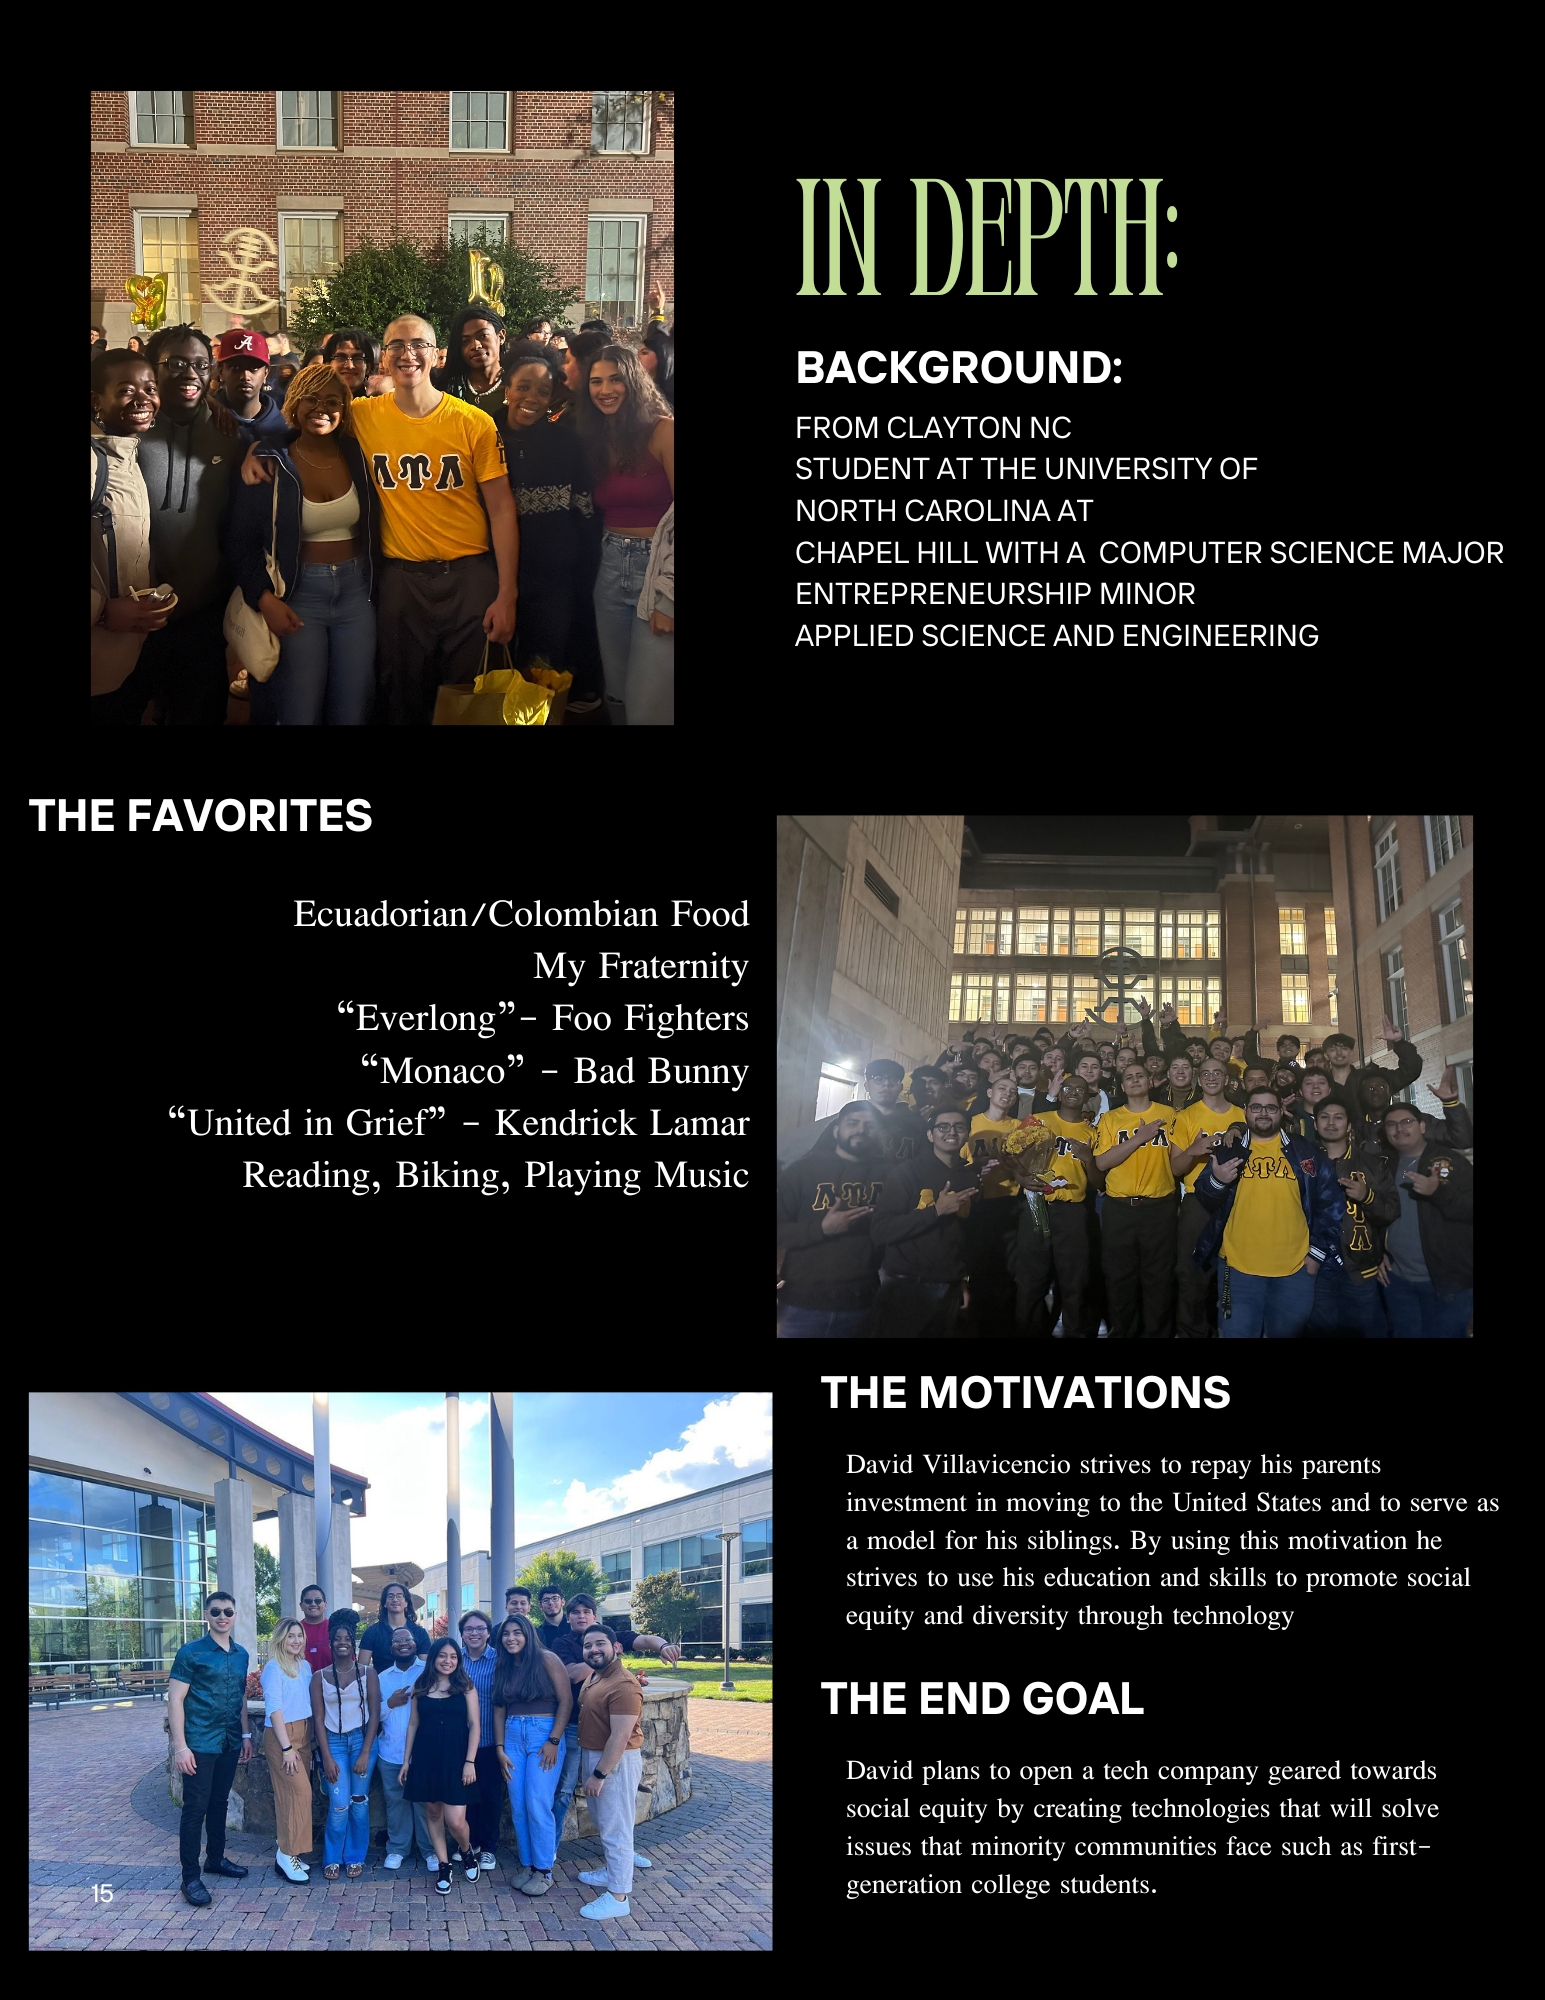 IN DEPTH:
BACKGROUND:
FROM CLAYTON NC
STUDENT AT THE UNIVERSITY OF
NORTH CAROLINA AT
CHAPEL HILL WITH A  COMPUTER SCIENCE MAJOR
ENTREPRENEURSHIP MINOR
APPLIED SCIENCE AND ENGINEERING
A
ΛΥΛ
THE FAVORITES
Ecuadorian/Colombian Food
My Fraternity
“Everlong”- Foo Fighters
“Monaco” - Bad Bunny
“United in Grief” - Kendrick Lamar
Reading, Biking, Playing Music
ΛΥΛ
ΛΥΛ
ΛΥΛ
THE MOTIVATIONS
David Villavicencio strives to repay his parents
investment in moving to the United States and to serve as
a model for his siblings. By using this motivation he
strives to use his education and skills to promote social
equity and diversity through technology
THE END GOAL
David plans to open a tech company geared towards
social equity by creating technologies that will solve
issues that minority communities face such as first-
generation college students.
15